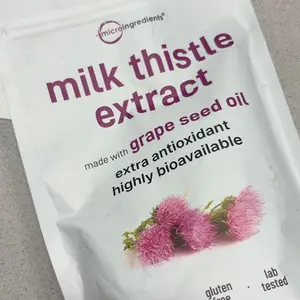 microingredients®
milk thistle
extract
made with grape seed oil
extra antioxidant
highly bioavailable
gluten lab
free tested